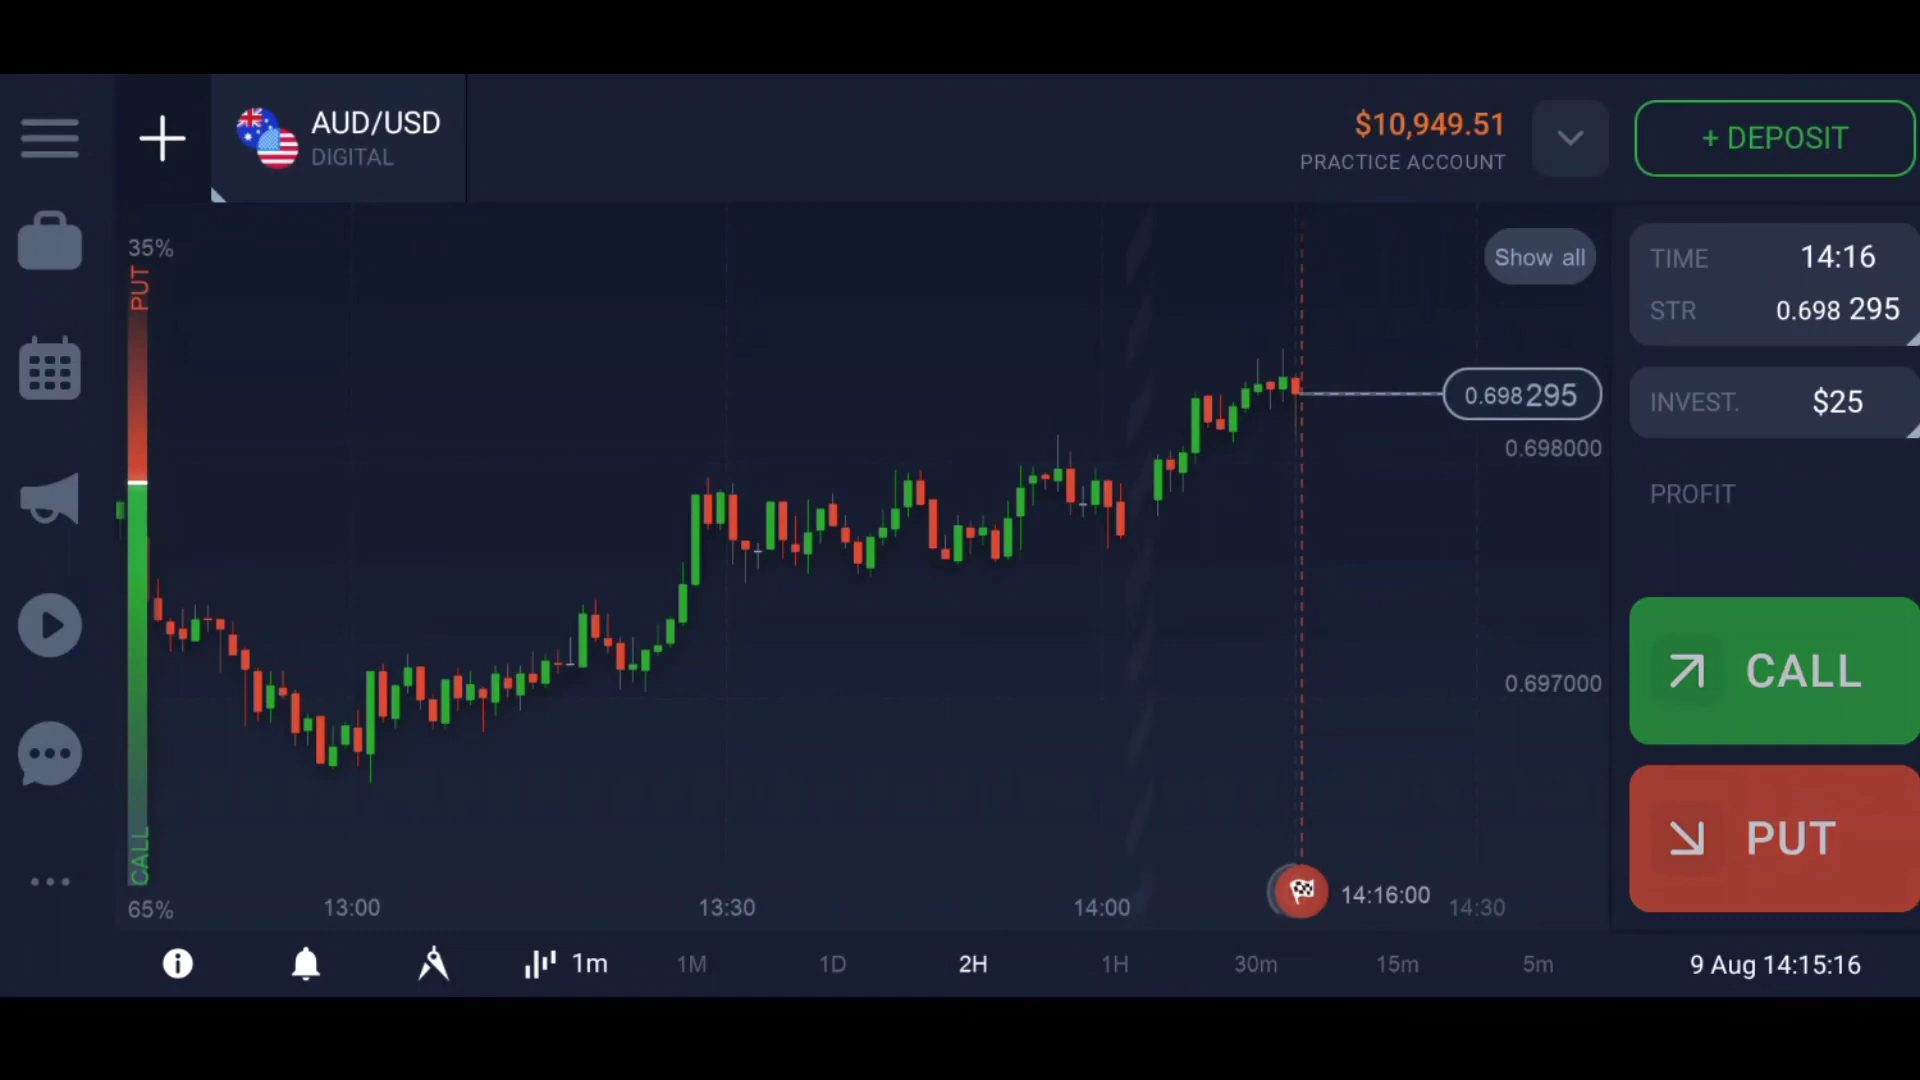 AUD/USD
DIGITAL
$10,949.51
PRACTICE ACCOUNT
+ DEPOSIT
35%
PUT
CALL
65%
Show all
0.698295
0.698000
0.697000
TIME 14:16
STR 0.698 295
INVEST. $25
PROFIT
CALL
PUT
13:00 13:30 14:00 14:16:00 14:30
1m 1M 1D 2H 1H 30m 15m 5m 9 Aug 14:15:16